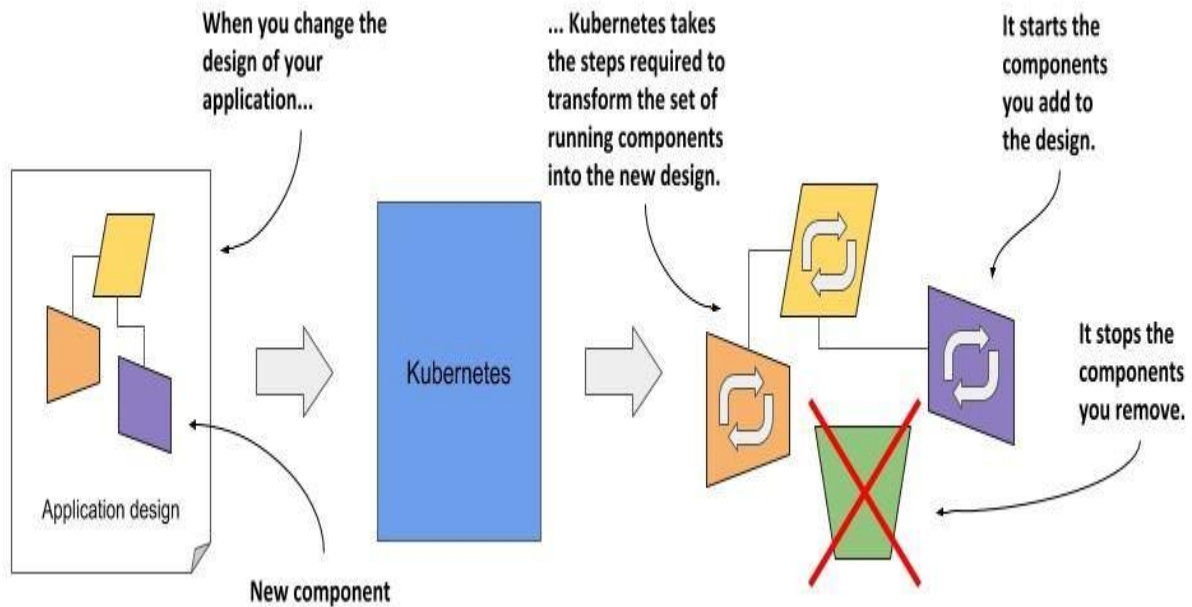 When you change the
design of your
application...
... Kubernetes takes
the steps required to
transform the set of
running components
into the new design.
It starts the
components
you add to
the design.
It stops the
components
you remove.
Kubernetes
Application design
New component